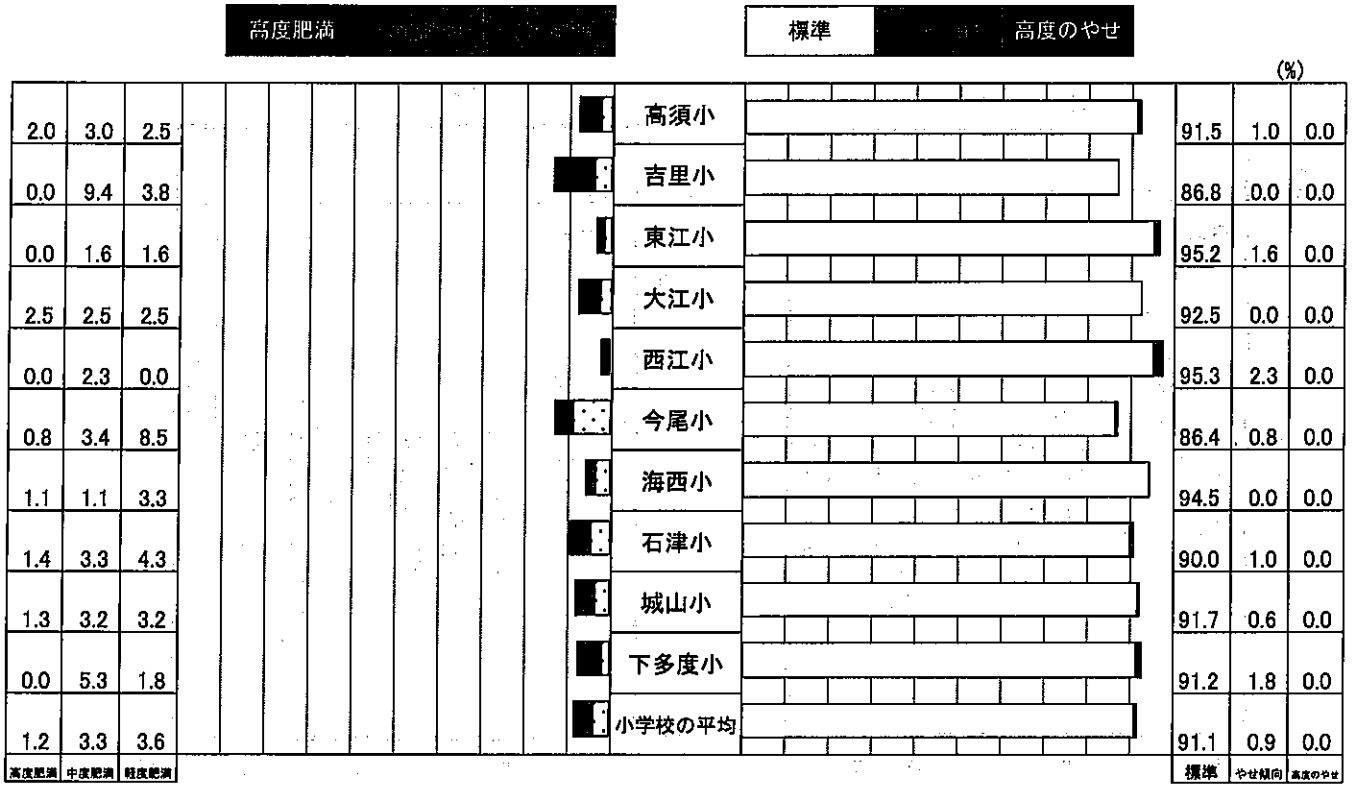 高度肥満 標準 高度のやせ
(%)
2.0 3.0 2.5 高須小 91.5 1.0 0.0
0.0 9.4 3.8 吉里小 86.8 0.0 0.0
0.0 1.6 1.6 東江小 95.2 1.6 0.0
2.5 2.5 2.5 大江小 92.5 0.0 0.0
0.0 2.3 0.0 西江小 95.3 2.3 0.0
0.8 3.4 8.5 今尾小 86.4 0.8 0.0
1.1 1.1 3.3 海西小 94.5 0.0 0.0
1.4 3.3 4.3 石津小 90.0 1.0 0.0
1.3 3.2 3.2 城山小 91.7 0.6 0.0
0.0 5.3 1.8 下多度小 91.2 1.8 0.0
1.2 3.3 3.6 小学校の平均 91.1 0.9 0.0
高度肥満 中度肥満 軽度肥満 標準 やせ傾向 高度のやせ